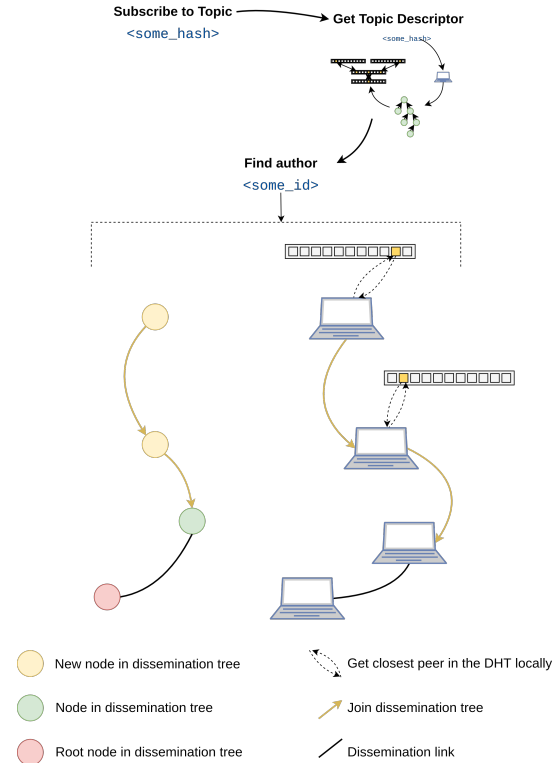 Subscribe to Topic
<some_hash>
Get Topic Descriptor
<some_hash>
Find author
<some_id>
New node in dissemination tree
Get closest peer in the DHT locally
Node in dissemination tree
Join dissemination tree
Root node in dissemination tree
Dissemination link